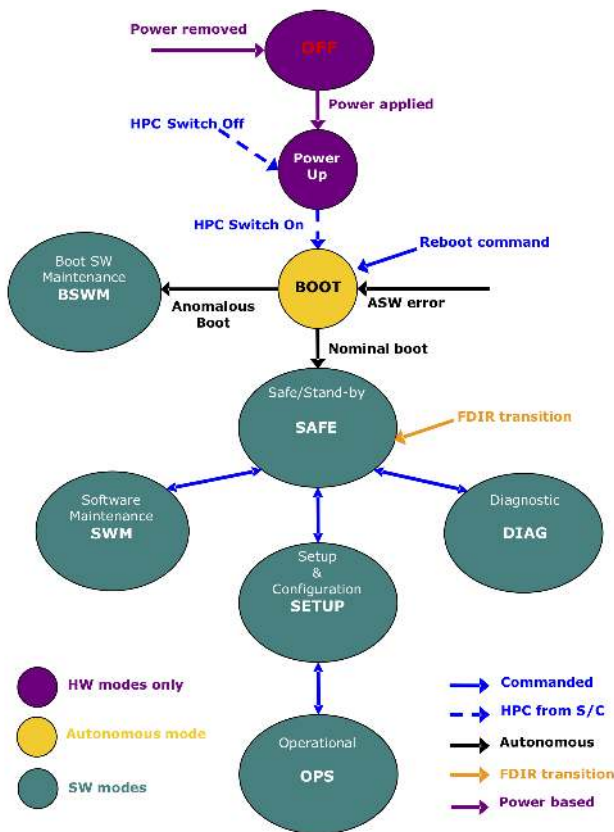 Power removed
OFF
Power applied
HPC Switch Off
Power
Up
HPC Switch On
Reboot command
Boot SW
Maintenance
BSWM
BOOT
Anomalous
Boot
ASW error
Nominal boot
Safe/Stand-by
SAFE
FDIR transition
Software
Maintenance
SWM
Diagnostic
DIAG
Setup
&
Configuration
SETUP
Operational
OPS
HW modes only
Autonomous mode
SW modes
Commanded
HPC from S/C
Autonomous
FDIR transition
Power based